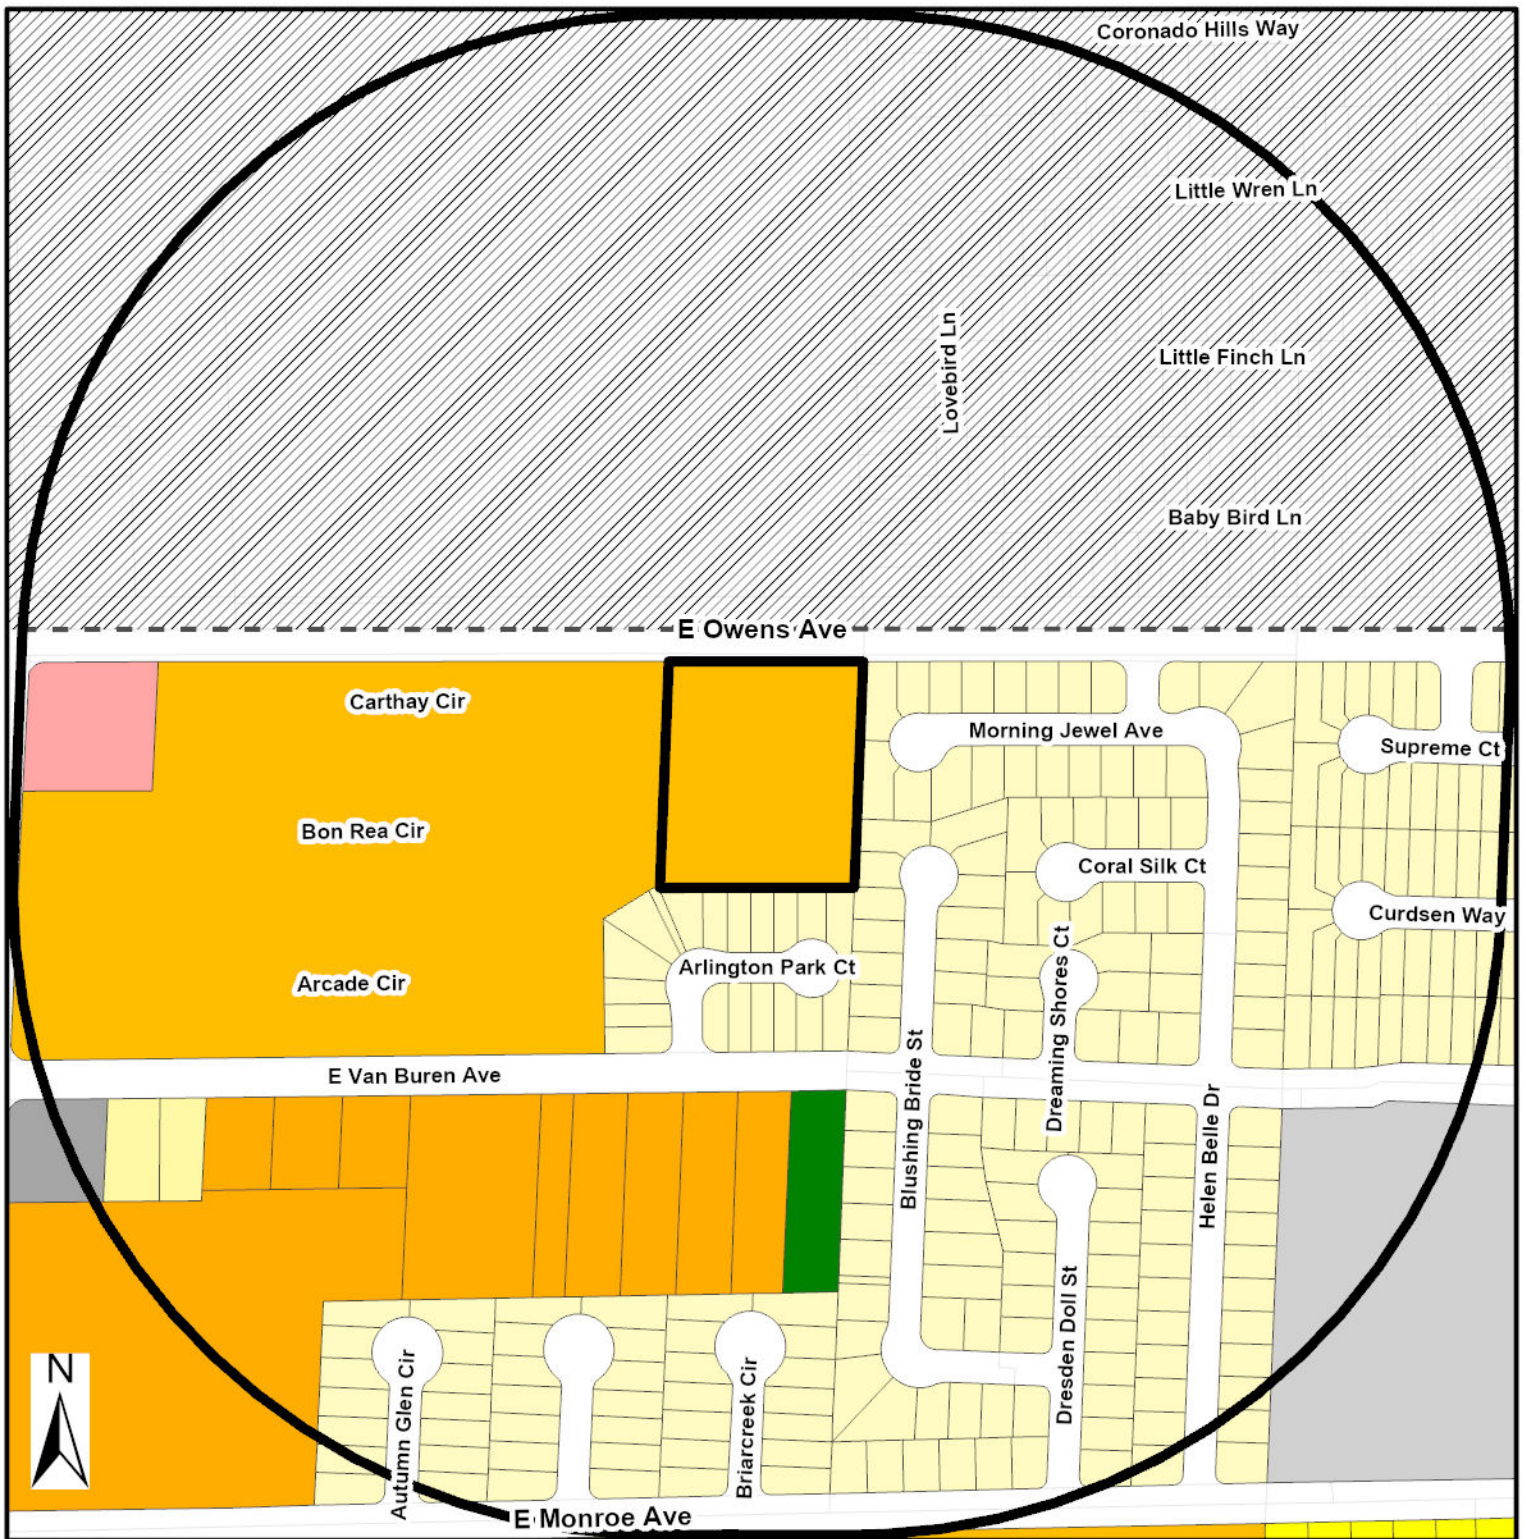 Coronado Hills Way
Little Wren Ln
Lovebird Ln
Little Finch Ln
Baby Bird Ln
E Owens Ave
Carthay Cir
Morning Jewel Ave
Supreme Ct
Bon Rea Cir
Coral Silk Ct
Curdsen Way
Arlington Park Ct
Arcade Cir
Dreaming Shores Ct
E Van Buren Ave
Blushing Bride St
Helen Belle Dr
Dresden Doll St
N
Autumn Glen Cir
Briarcreek Cir
E Monroe Ave